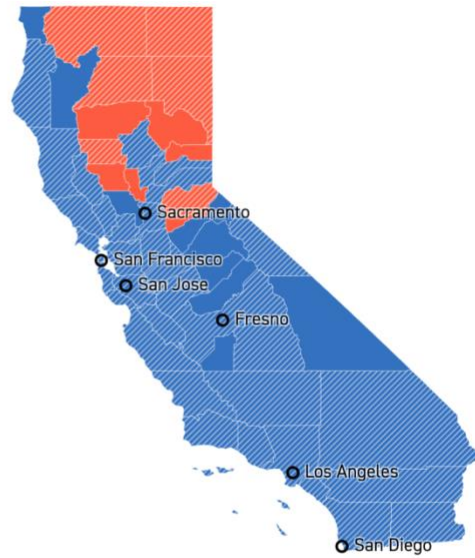 Sacramento
San Francisco
San Jose
Fresno
Los Angeles
San Diego